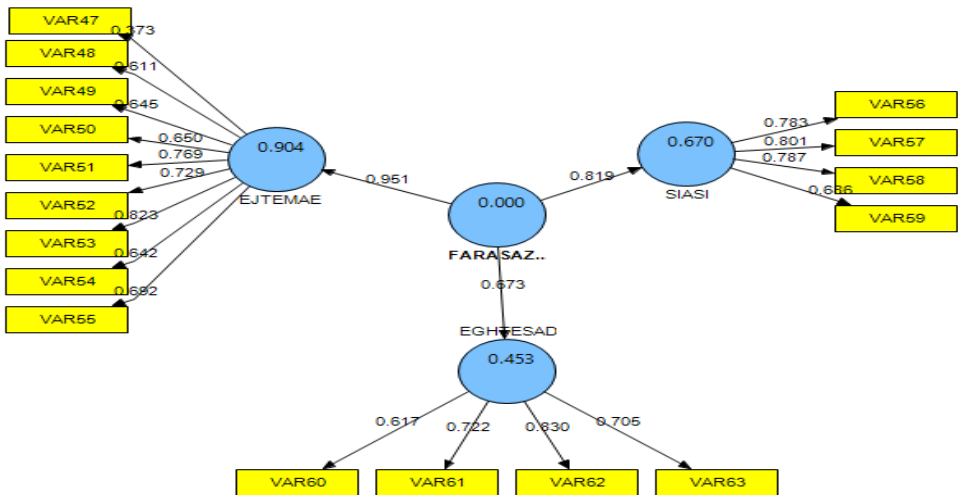 VAR47
0.373
VAR48
0.611
VAR49
0.645
VAR50
0.650
VAR51
0.769
VAR52
0.729
VAR53
0.823
VAR54
0.642
VAR55
0.692
0.904
EJTEMAE
0.951
0.000
FARASAZ..
0.819
0.670
SIASI
0.783
VAR56
0.801
VAR57
0.787
VAR58
0.686
VAR59
0.673
EGHTESAD
0.453
0.617
0.722
0.830
0.705
VAR60
VAR61
VAR62
VAR63